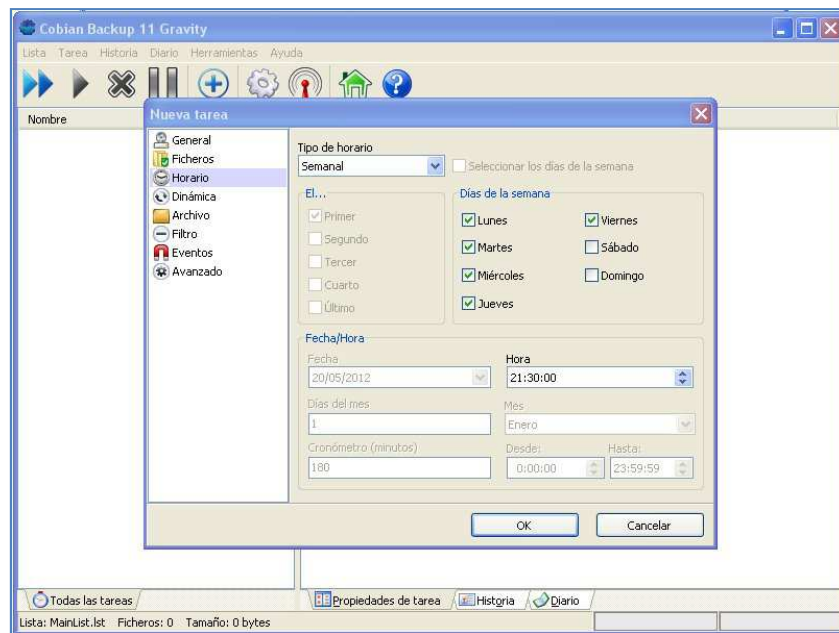 Cobian Backup 11 Gravity
Lista Tarea Historia Diario Herramientas Ayuda
Nombre
Nueva tarea
General
Ficheros
Horario
Dinámica
Archivo
Filtro
Eventos
Avanzado
Tipo de horario
Semanal
Seleccionar los días de la semana
El...
Primer
Segundo
Tercer
Cuarto
Último
Días de la semana
Lunes
Viernes
Martes
Sábado
Miércoles
Domingo
Jueves
Fecha/Hora
Fecha
Hora
20/05/2012
21:30:00
Días del mes
Mes
1
Enero
Cronómetro (minutos)
Desde:
Hasta:
180
0:00:00
23:59:59
OK
Cancelar
Todas las tareas
Propiedades de tarea
Historia
Diario
Lista: MainList.lst Ficheros: 0 Tamaño: 0 bytes